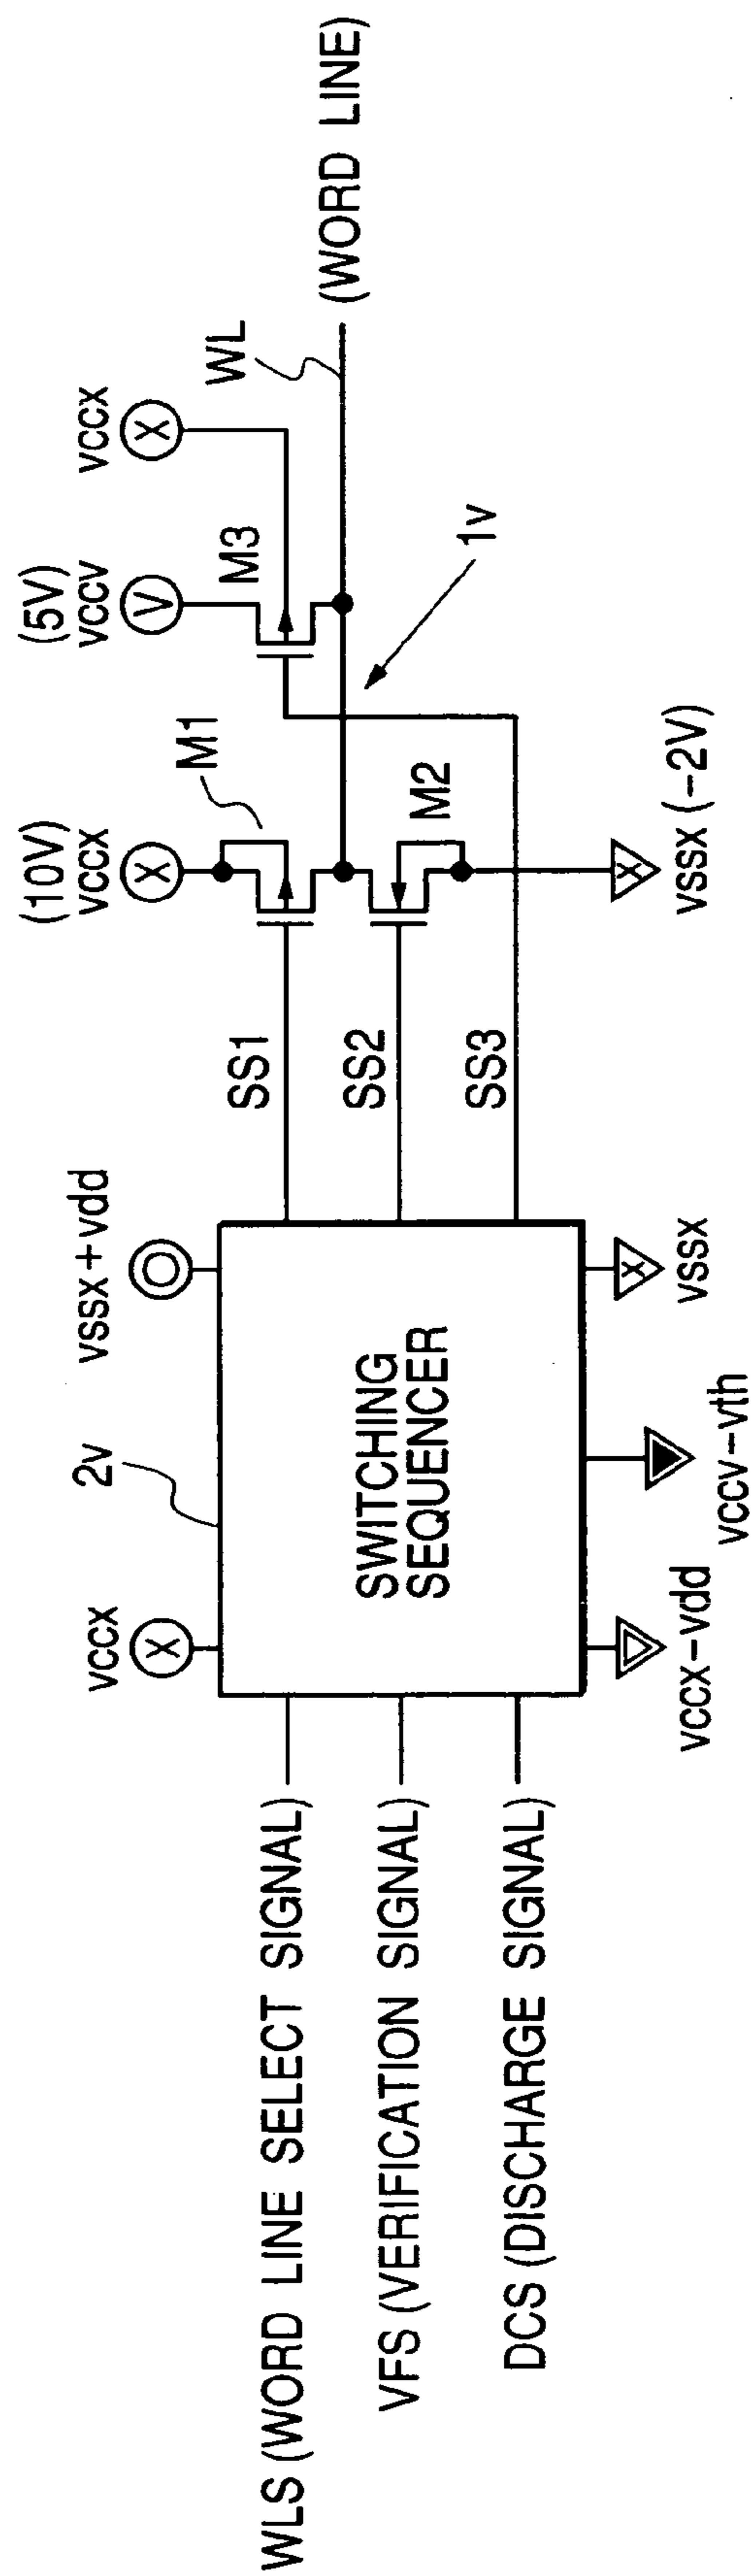 WLS (WORD LINE SELECT SIGNAL)
VFS (VERIFICATION SIGNAL)
DCS (DISCHARGE SIGNAL)
vccx
X
2v
vssx+vdd
SWITCHING
SEQUENCER
vccx-vdd
vccv-vth
X
vssx
SS1
SS2
SS3
(10V)
vccx
X
M1
M2
X
vssx (-2V)
(5V)
vccv
V
M3
vccx
X
1v
WL
(WORD LINE)